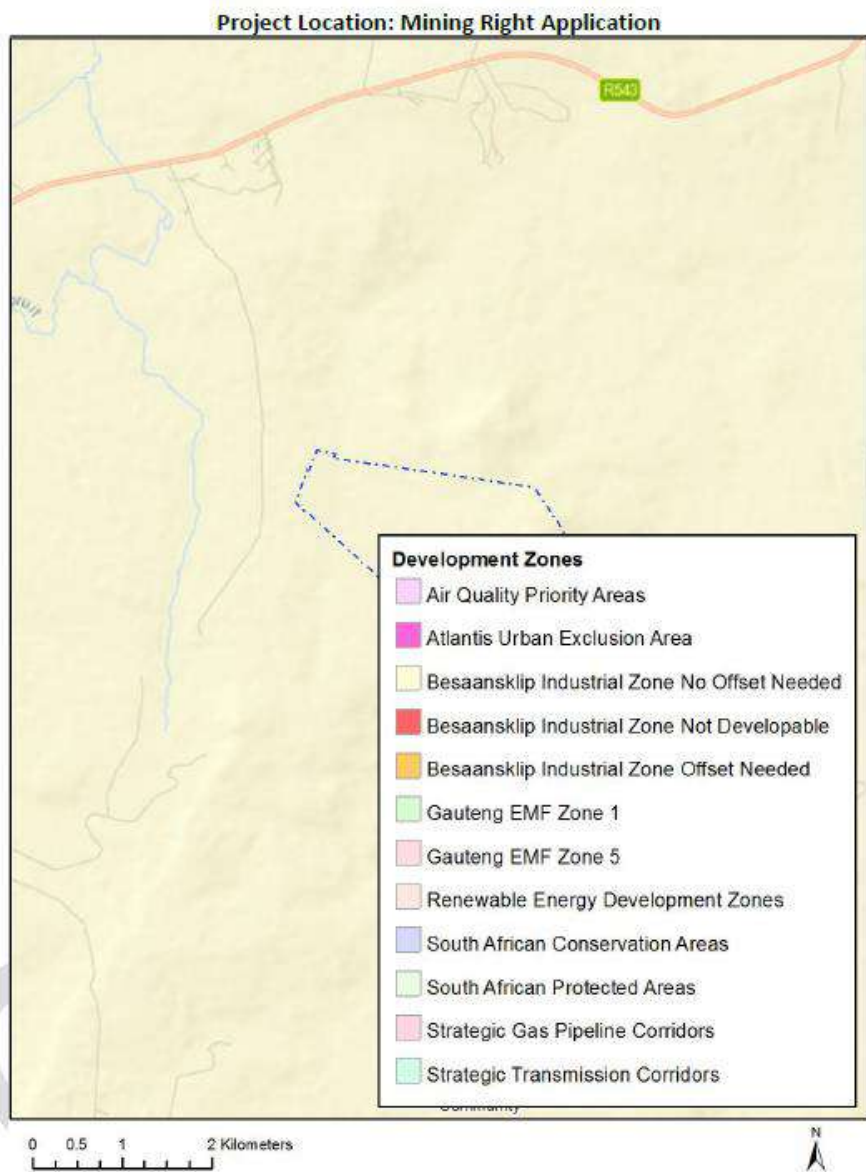 Project Location: Mining Right Application
R543
Development Zones
Air Quality Priority Areas
Atlantis Urban Exclusion Area
Besaansklip Industrial Zone No Offset Needed
Besaansklip Industrial Zone Not Developable
Besaansklip Industrial Zone Offset Needed
Gauteng EMF Zone 1
Gauteng EMF Zone 5
Renewable Energy Development Zones
South African Conservation Areas
South African Protected Areas
Strategic Gas Pipeline Corridors
Strategic Transmission Corridors
Community
0 0.5 1 2 Kilometers
N